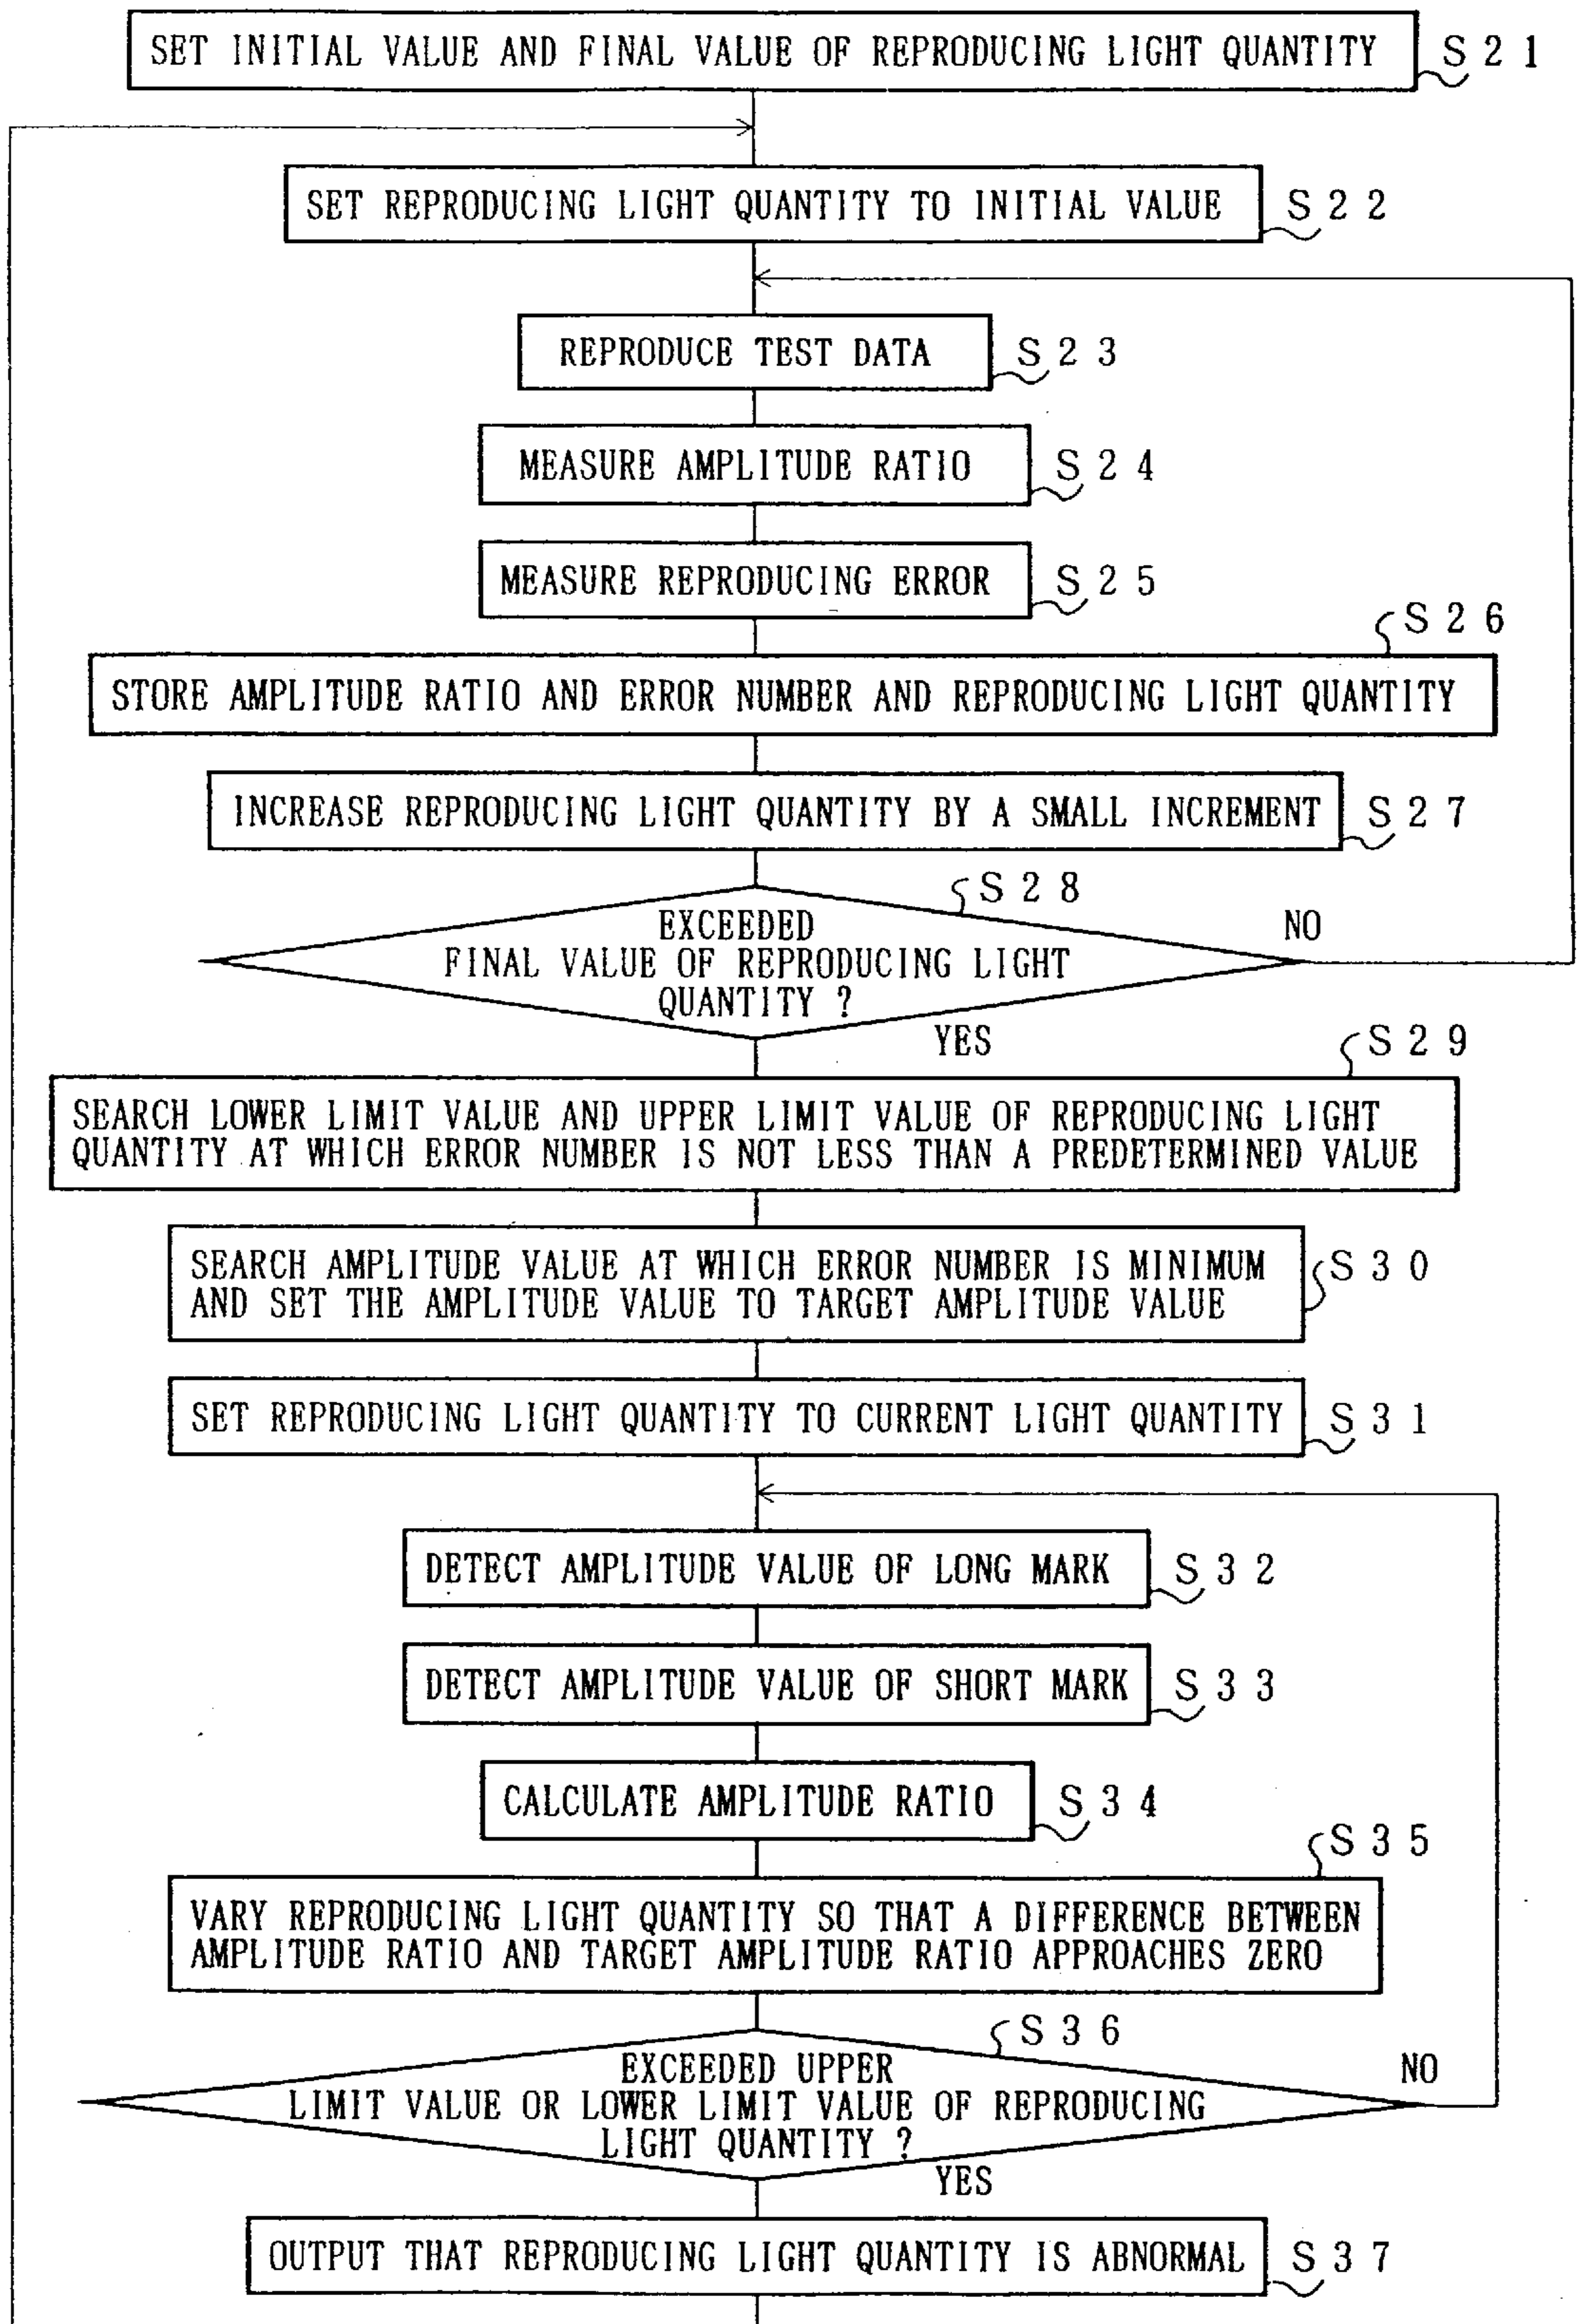 SET INITIAL VALUE AND FINAL VALUE OF REPRODUCING LIGHT QUANTITY
S21
SET REPRODUCING LIGHT QUANTITY TO INITIAL VALUE
S22
REPRODUCE TEST DATA
S23
MEASURE AMPLITUDE RATIO
S24
MEASURE REPRODUCING ERROR
S25
S26
STORE AMPLITUDE RATIO AND ERROR NUMBER AND REPRODUCING LIGHT QUANTITY
INCREASE REPRODUCING LIGHT QUANTITY BY A SMALL INCREMENT
S27
S28
EXCEEDED
FINAL VALUE OF REPRODUCING LIGHT
QUANTITY ?
NO
YES
S29
SEARCH LOWER LIMIT VALUE AND UPPER LIMIT VALUE OF REPRODUCING LIGHT
QUANTITY AT WHICH ERROR NUMBER IS NOT LESS THAN A PREDETERMINED VALUE
SEARCH AMPLITUDE VALUE AT WHICH ERROR NUMBER IS MINIMUM
AND SET THE AMPLITUDE VALUE TO TARGET AMPLITUDE VALUE
S30
SET REPRODUCING LIGHT QUANTITY TO CURRENT LIGHT QUANTITY
S31
DETECT AMPLITUDE VALUE OF LONG MARK
S32
DETECT AMPLITUDE VALUE OF SHORT MARK
S33
CALCULATE AMPLITUDE RATIO
S34
S35
VARY REPRODUCING LIGHT QUANTITY SO THAT A DIFFERENCE BETWEEN
AMPLITUDE RATIO AND TARGET AMPLITUDE RATIO APPROACHES ZERO
S36
EXCEEDED UPPER
LIMIT VALUE OR LOWER LIMIT VALUE OF REPRODUCING
LIGHT QUANTITY ?
NO
YES
OUTPUT THAT REPRODUCING LIGHT QUANTITY IS ABNORMAL
S37